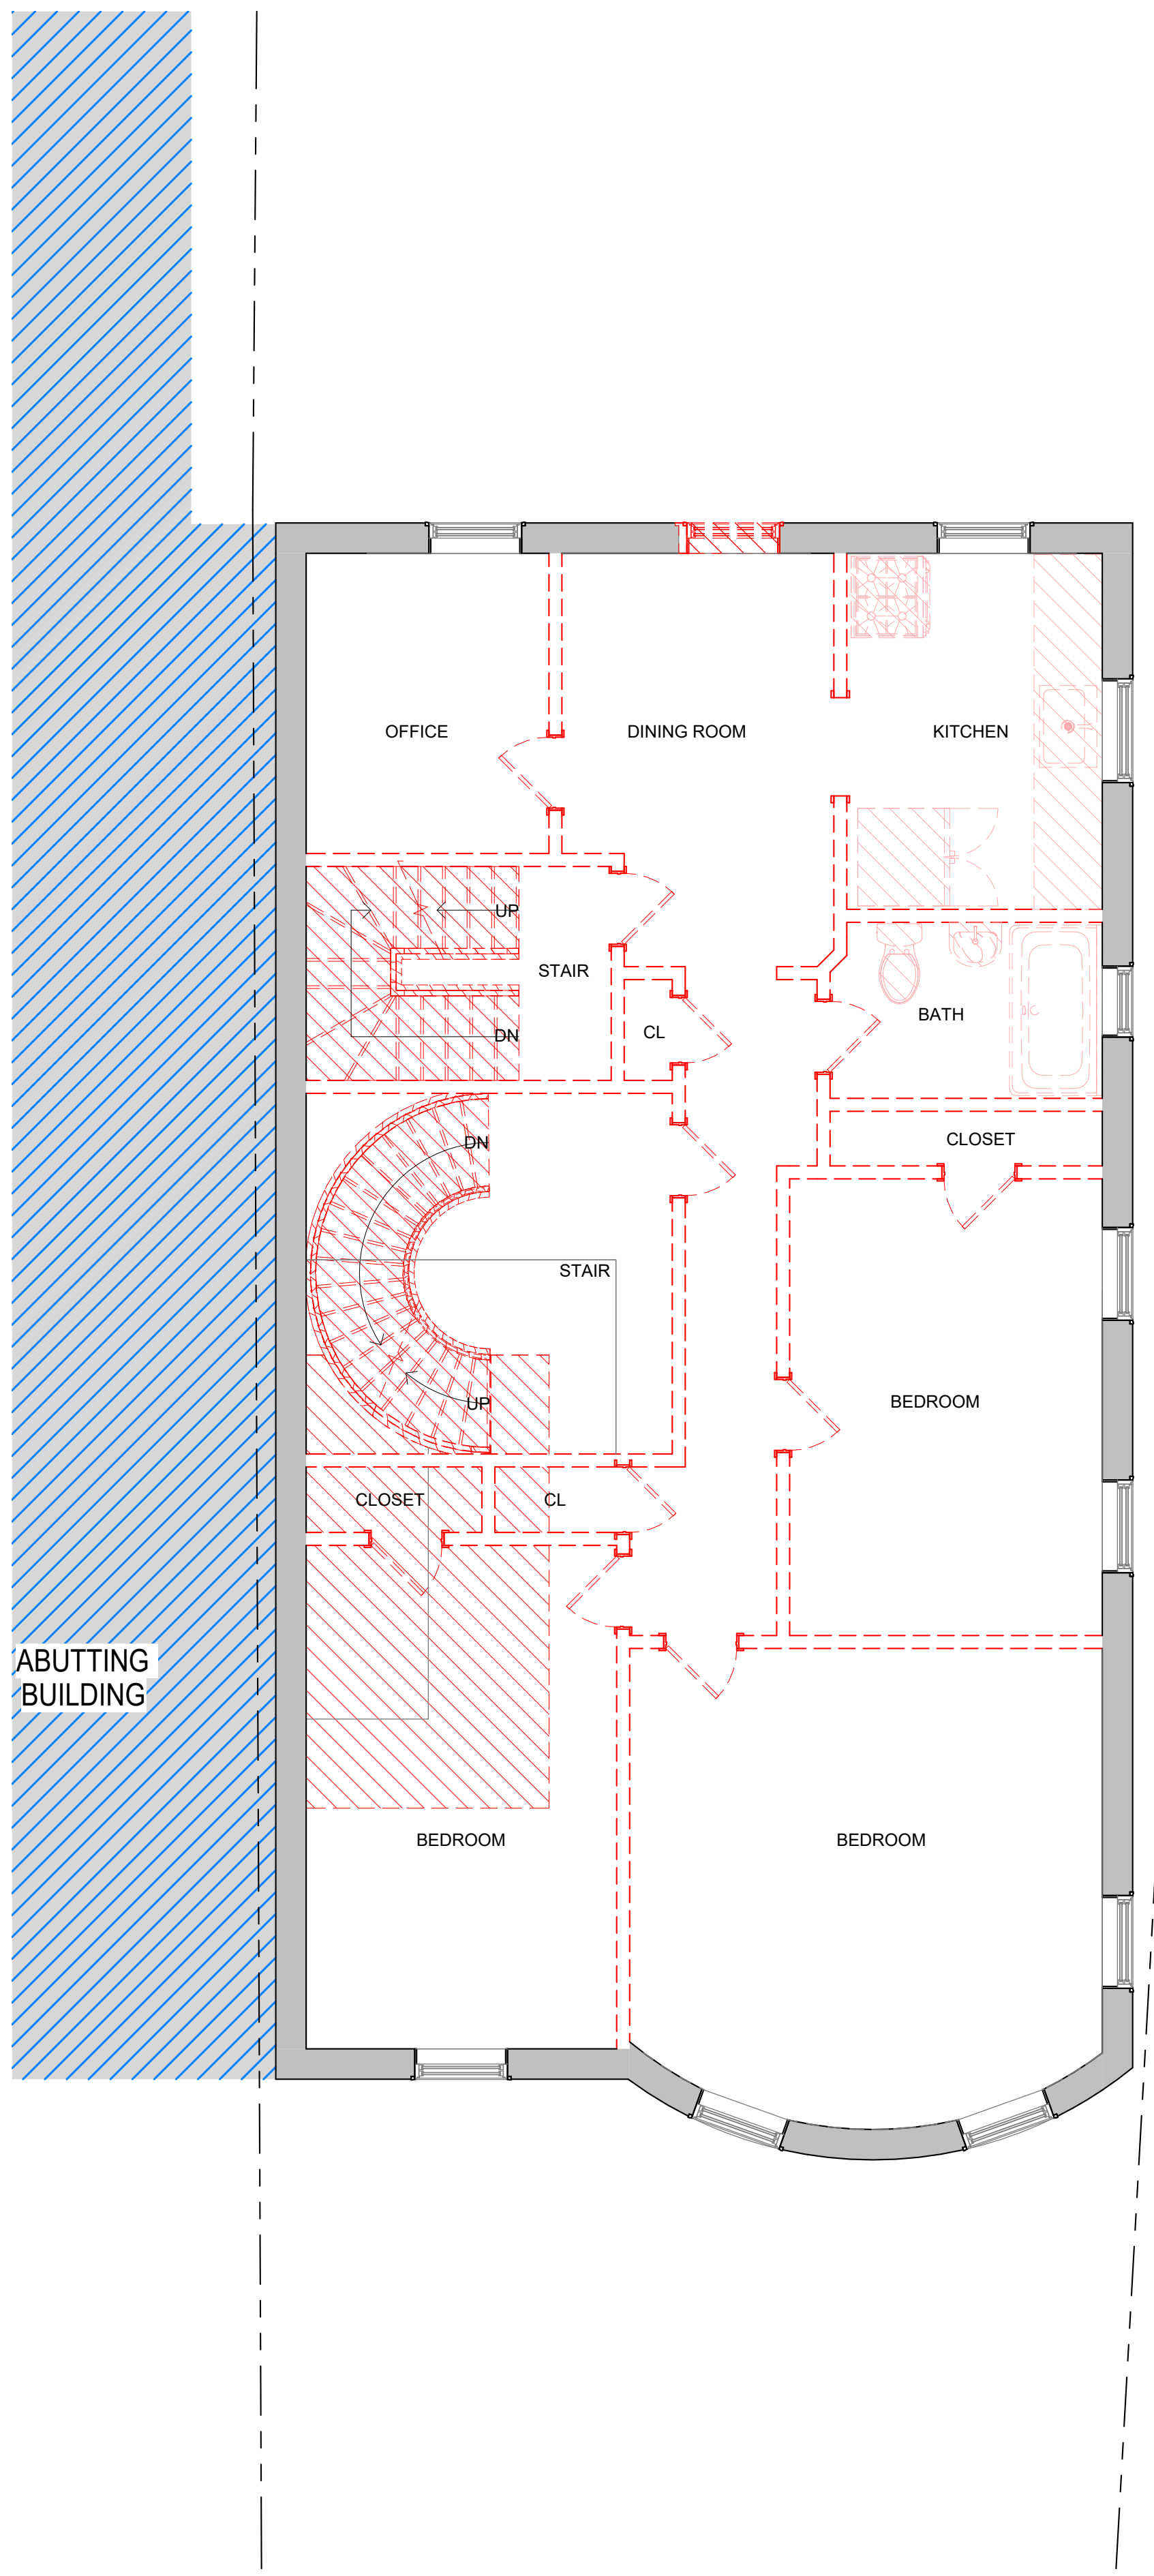 OFFICE
DINING ROOM
KITCHEN
UP
STAIR
DN
CL
BATH
DN
CLOSET
STAIR
UP
BEDROOM
CLOSET
CL
ABUTTING
BUILDING
BEDROOM
BEDROOM